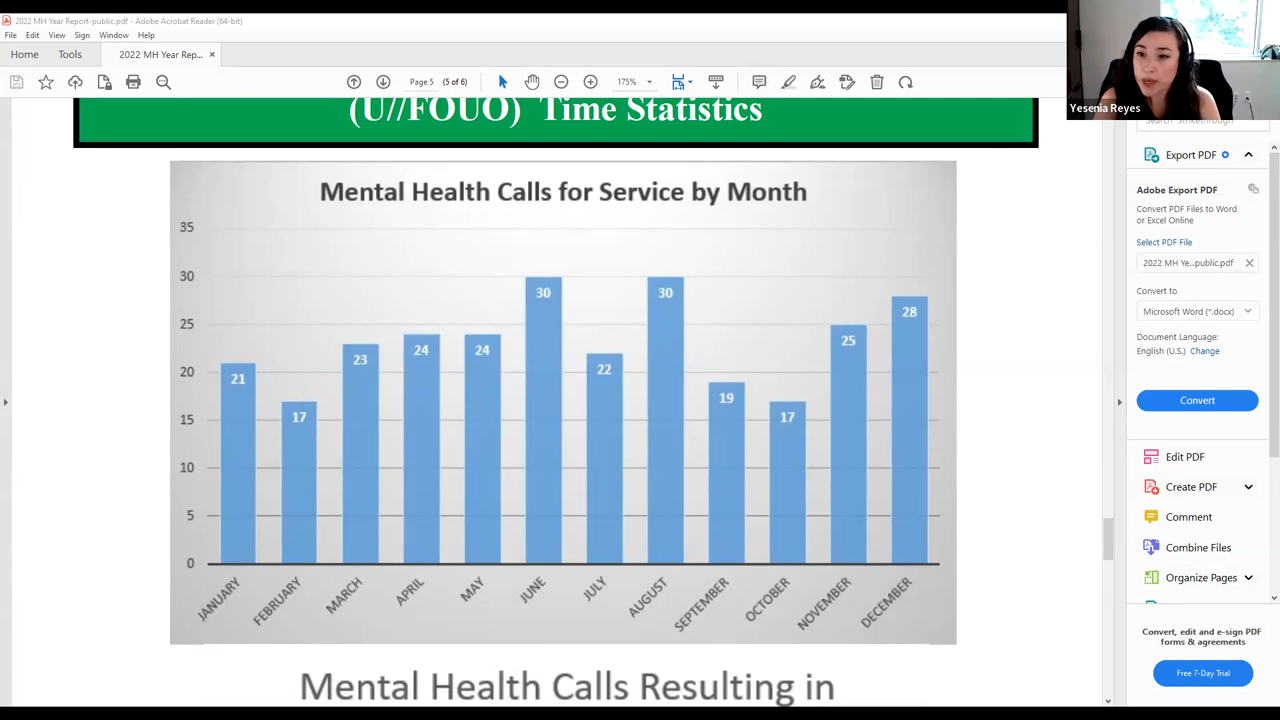 2022 MH Year Report-public.pdf - Adobe Acrobat Reader (64-bit)
File Edit View Sign Window Help
Home Tools 2022 MH Year Rep... ×
Page 5 (5 of 6) 175%
Yesenia Reyes
(U//FOUO) Time Statistics
Mental Health Calls for Service by Month
35
30
25
20
15
10
5
0
21
17
23
24
24
30
22
30
19
17
25
28
JANUARY
FEBRUARY
MARCH
APRIL
MAY
JUNE
JULY
AUGUST
SEPTEMBER
OCTOBER
NOVEMBER
DECEMBER
Mental Health Calls Resulting in
Export PDF
Adobe Export PDF
Convert PDF Files to Word
or Excel Online
Select PDF File
2022 MH Ye...public.pdf
Convert to
Microsoft Word (*.docx)
Document Language:
English (U.S.) Change
Convert
Edit PDF
Create PDF
Comment
Combine Files
Organize Pages
Convert, edit and e-sign PDF
forms & agreements
Free 7-Day Trial